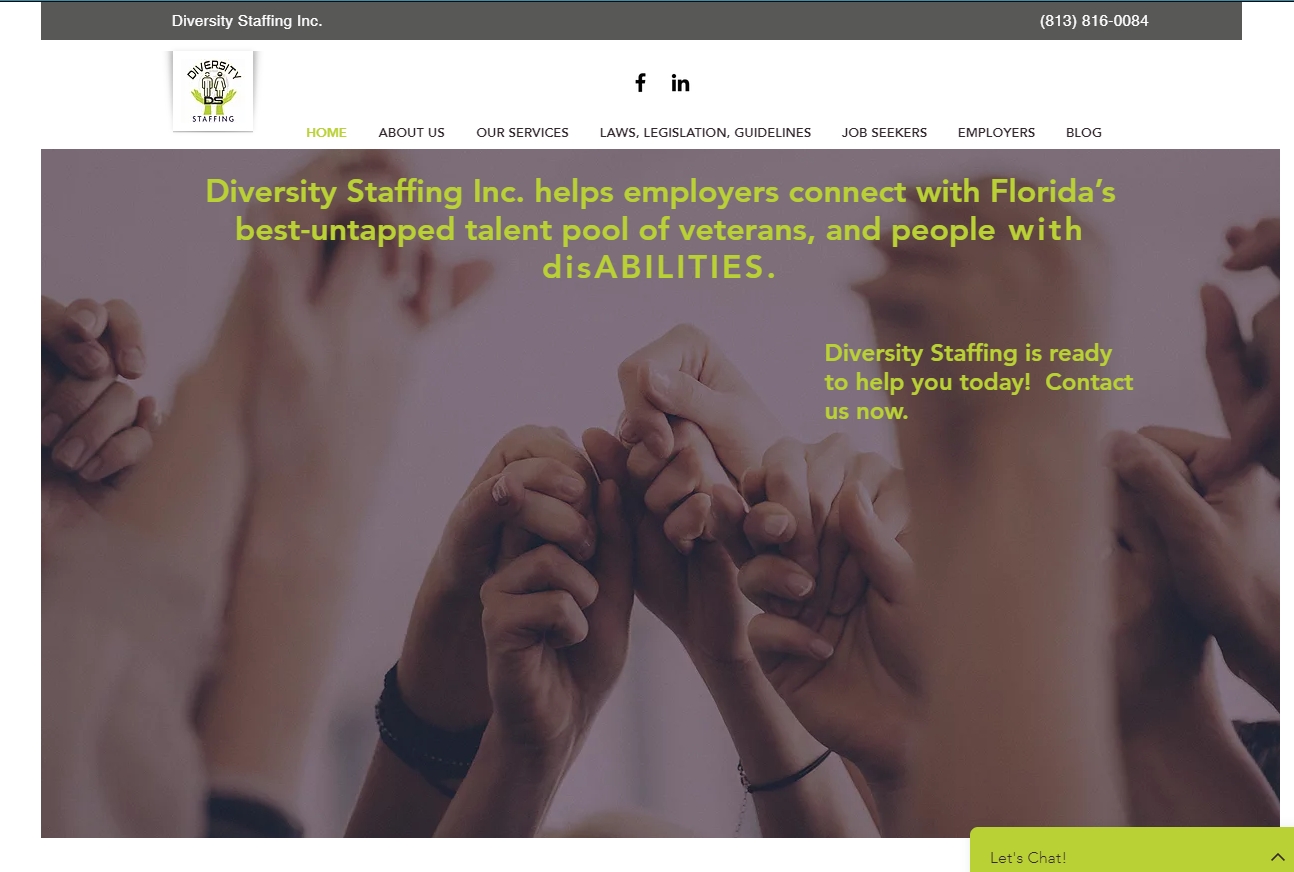 Diversity Staffing Inc.
(813) 816-0084
DIVERSITY
DS
STAFFING
HOME
ABOUT US
OUR SERVICES
LAWS, LEGISLATION, GUIDELINES
JOB SEEKERS
EMPLOYERS
BLOG
Diversity Staffing Inc. helps employers connect with Florida’s
best-untapped talent pool of veterans, and people with
disABILITIES.
Diversity Staffing is ready
to help you today!  Contact
us now.
Let's Chat!